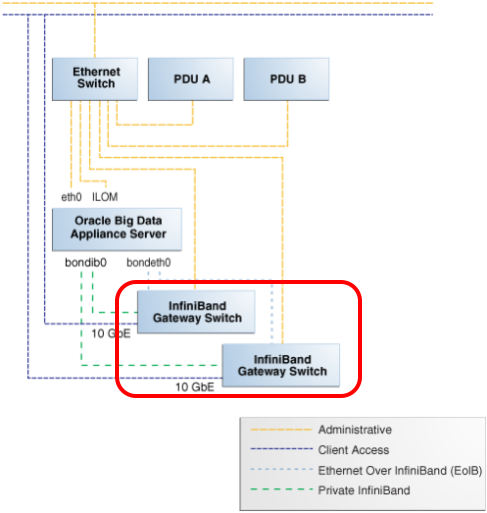 Ethernet
Switch
PDU A
PDU B
eth0
ILOM
Oracle Big Data
Appliance Server
bondib0
bondeth0
InfiniBand
Gateway Switch
10 GbE
InfiniBand
Gateway Switch
10 GbE
Administrative
Client Access
Ethernet Over InfiniBand (EoIB)
Private InfiniBand